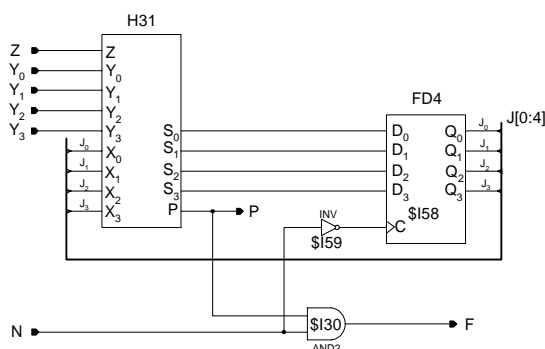 H31
Z Z
Y0 Y0
Y1 Y1
Y2 Y2
Y3 Y3
J0 X0
J1 X1
J2 X2
J3 X3
S0
S1
S2
S3
P P
FD4
J[0:4]
D0 Q0 J0
D1 Q1 J1
D2 Q2 J2
D3 Q3 J3
$I58
C
INV
$I59
N
$I30
F
AND2